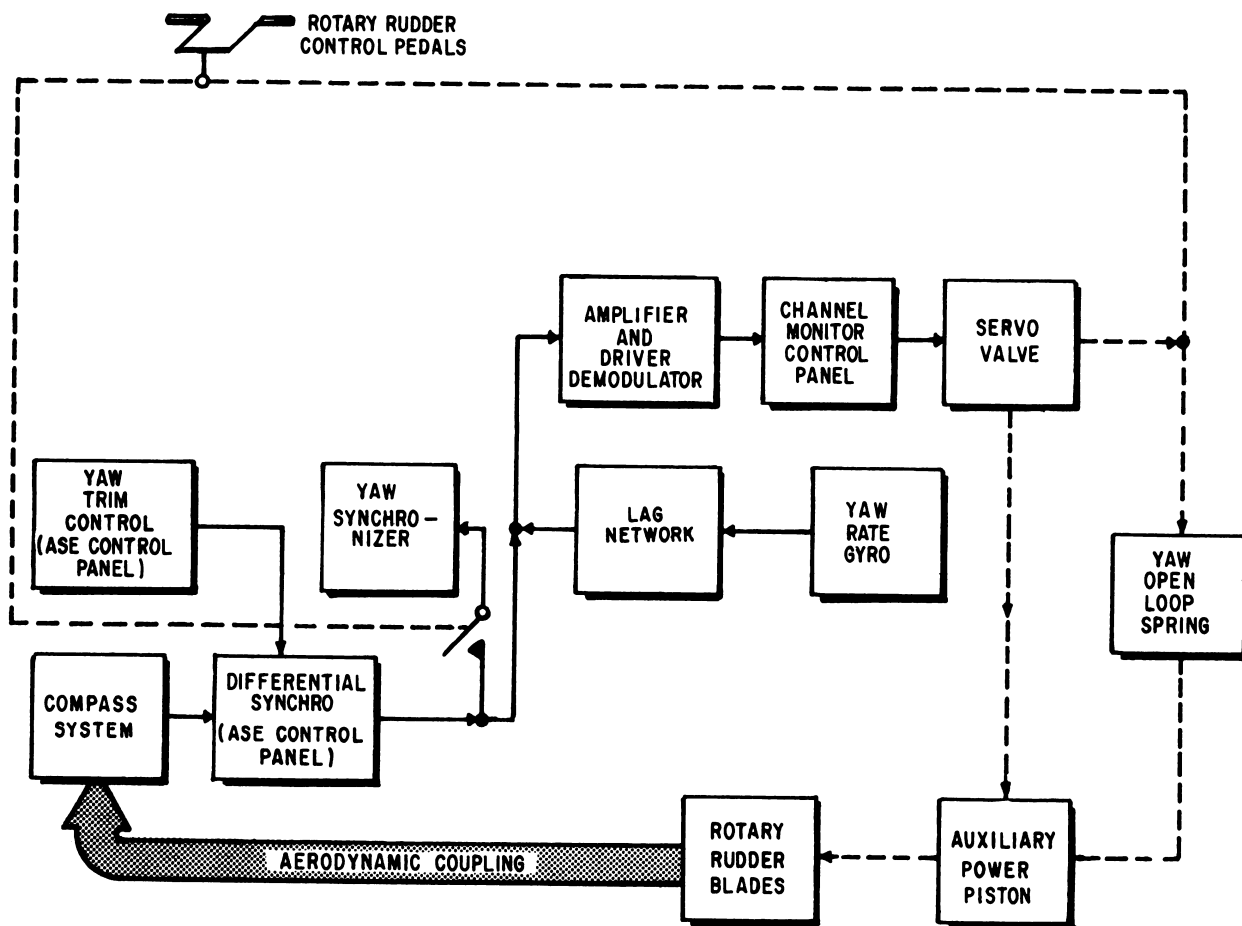 ROTARY RUDDER
CONTROL PEDALS
AMPLIFIER
AND
DRIVER
DEMODULATOR
CHANNEL
MONITOR
CONTROL
PANEL
SERVO
VALVE
YAW
TRIM
CONTROL
(ASE CONTROL
PANEL)
YAW
SYNCHRO-
NIZER
LAG
NETWORK
YAW
RATE
GYRO
YAW
OPEN
LOOP
SPRING
COMPASS
SYSTEM
DIFFERENTIAL
SYNCHRO
(ASE CONTROL
PANEL)
ROTARY
RUDDER
BLADES
AUXILIARY
POWER
PISTON
AERODYNAMIC COUPLING